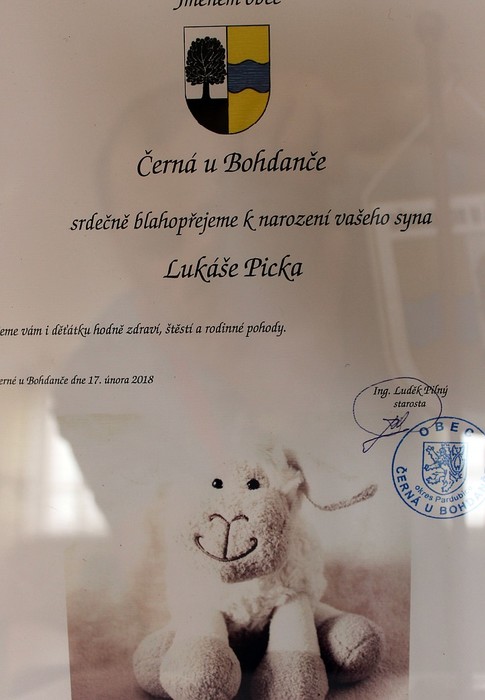 Jménem obce
Černá u Bohdanče
srdečně blahopřejeme k narození vašeho syna
Lukáše Picka
eme vám i děťátku hodně zdraví, štěstí a rodinné pohody.
erné u Bohdanče dne 17. února 2018
Ing. Luděk Pilný
starosta
OBEC
okres Pardubi
ČERNÁ U BOHDAN